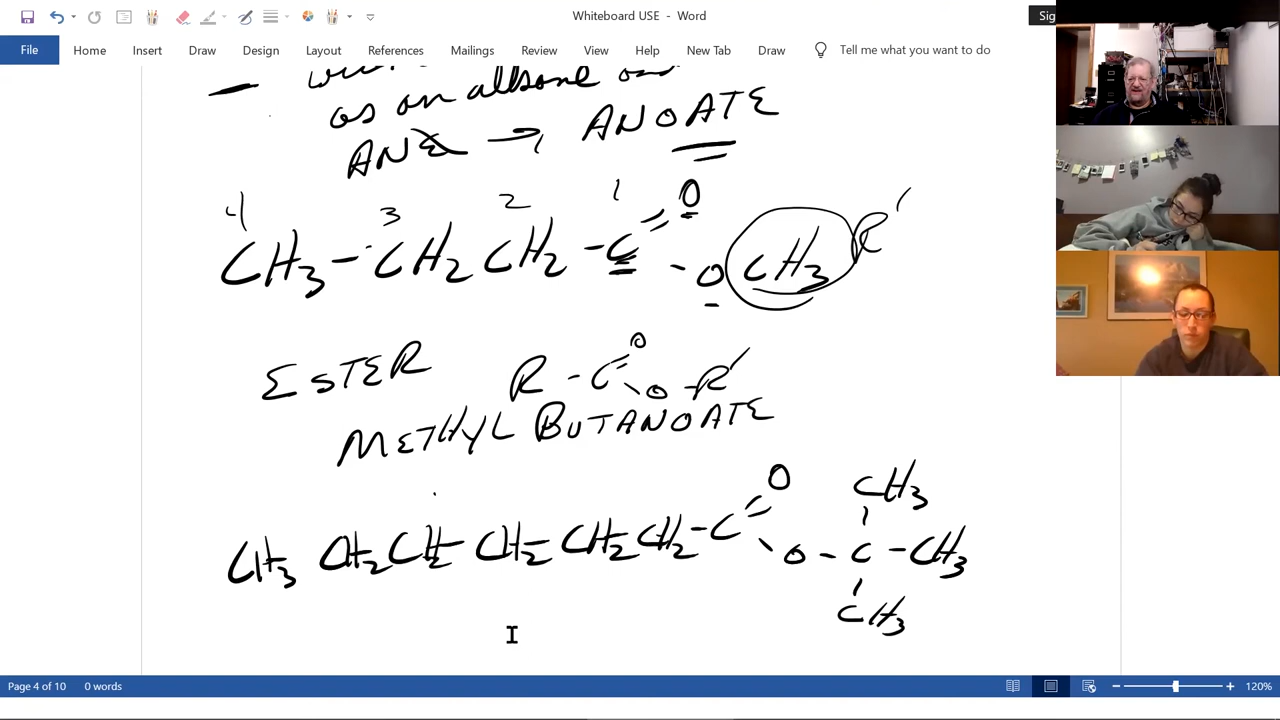 Whiteboard USE - Word
Sig
File Home Insert Draw Design Layout References Mailings Review View Help New Tab Draw Tell me what you want to do
as an
ANE → ANOATE
4 3 2 1 O
CH3 - CH2 CH2 - C - O CH3 R'
ESTER R - C O O - R'
METHYL BUTANOATE
O CH3
CH3 CH2 CH2 CH2 CH2 CH2 - C O - C - CH3
CH3
Page 4 of 10 0 words 120%